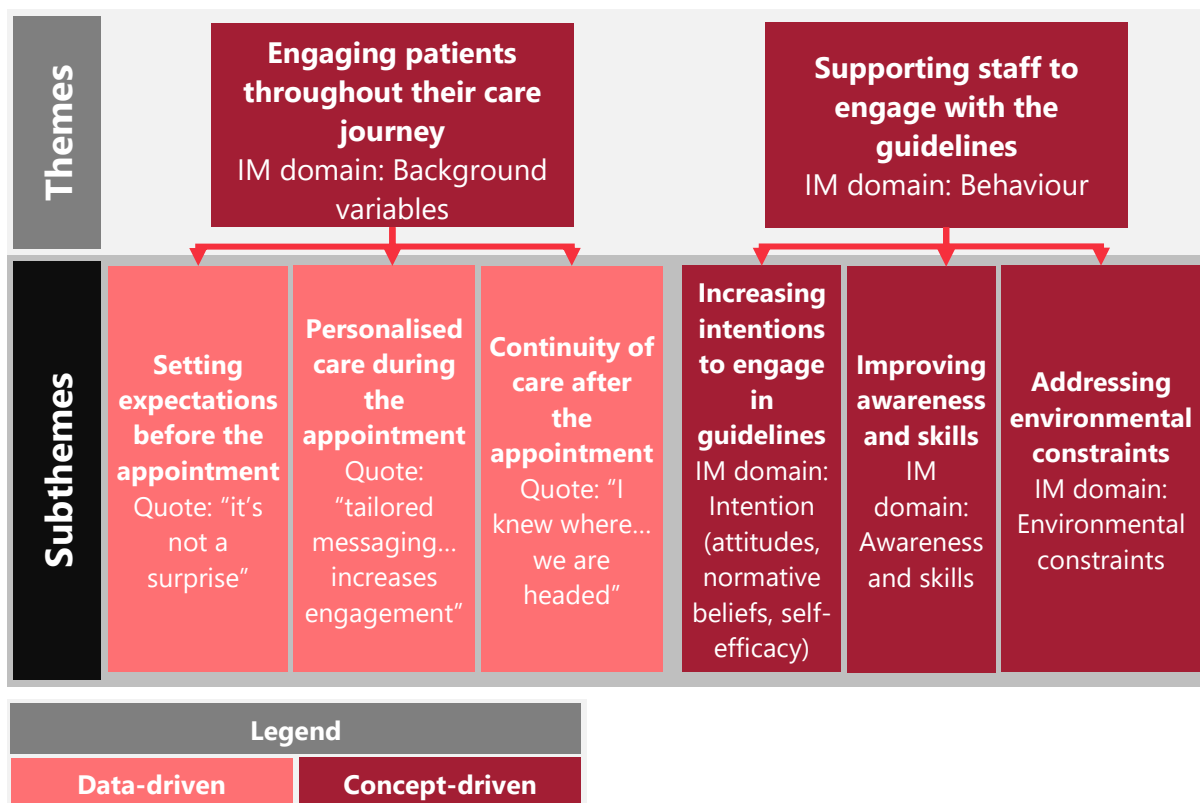 Themes
Engaging patients
throughout their care
journey
IM domain: Background
variables
Supporting staff to
engage with the
guidelines
IM domain: Behaviour
Subthemes
Setting
expectations
before the
appointment
Quote: “it’s
not a
surprise”
Personalised
care during
the
appointment
Quote:
“tailored
messaging...
increases
engagement”
Continuity of
care after
the
appointment
Quote: “I
knew where...
we are
headed”
Increasing
intentions
to engage
in
guidelines
IM domain:
Intention
(attitudes,
normative
beliefs, self-
efficacy)
Improving
awareness
and skills
IM
domain:
Awareness
and skills
Addressing
environmental
constraints
IM domain:
Environmental
constraints
Legend
Data-driven
Concept-driven